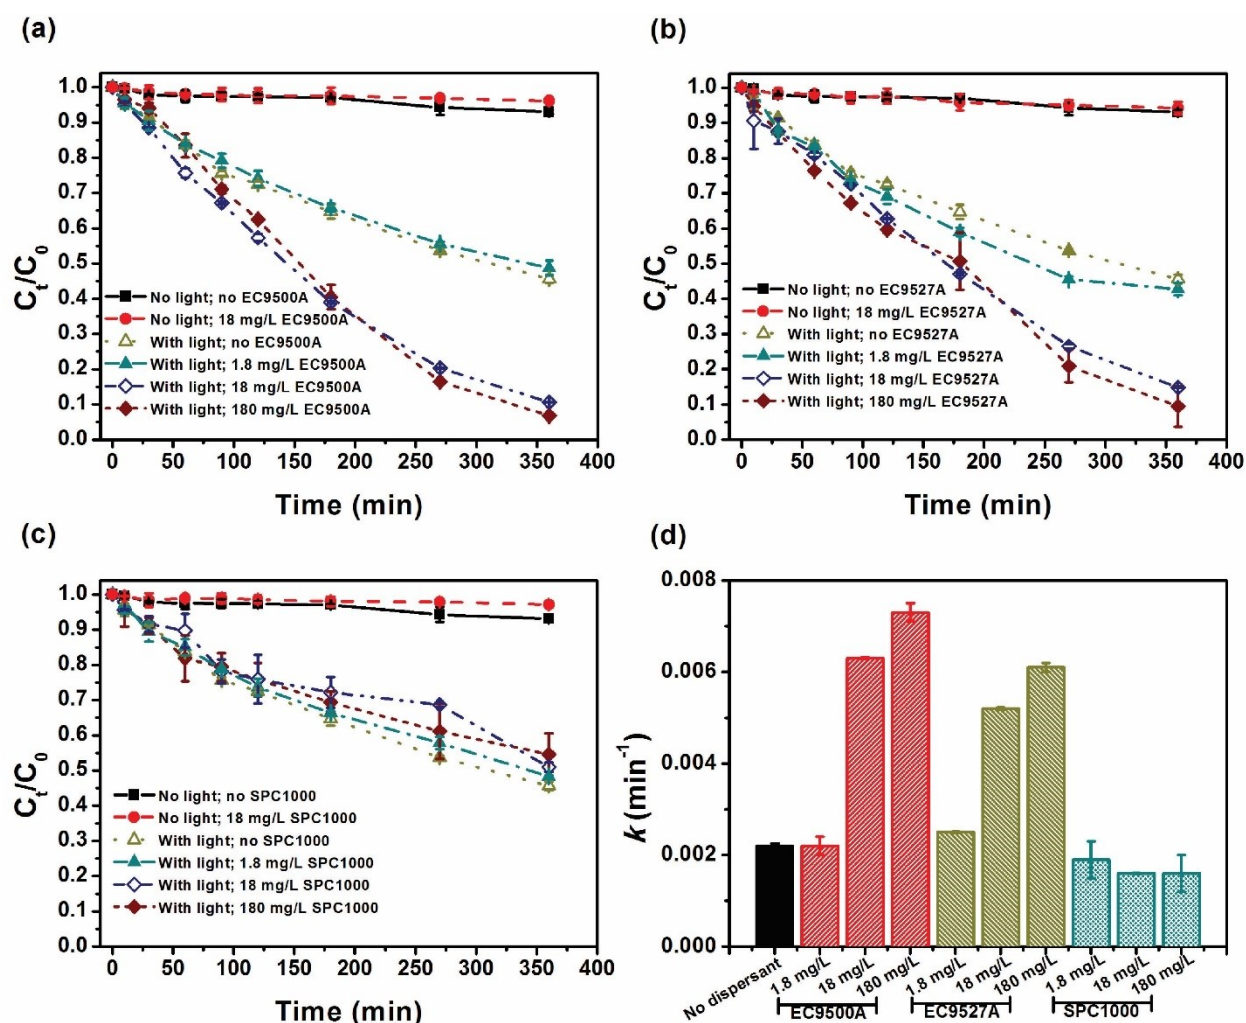 (a)
1.0
0.9
0.8
0.7
0.6
0.5
0.4
0.3
0.2
0.1
0.0
Ct/C0
No light; no EC9500A
No light; 18 mg/L EC9500A
With light; no EC9500A
With light; 1.8 mg/L EC9500A
With light; 18 mg/L EC9500A
With light; 180 mg/L EC9500A
0 50 100 150 200 250 300 350 400
Time (min)
(b)
1.0
0.9
0.8
0.7
0.6
0.5
0.4
0.3
0.2
0.1
0.0
Ct/C0
No light; no EC9527A
No light; 18 mg/L EC9527A
With light; no EC9527A
With light; 1.8 mg/L EC9527A
With light; 18 mg/L EC9527A
With light; 180 mg/L EC9527A
0 50 100 150 200 250 300 350 400
Time (min)
(c)
1.0
0.9
0.8
0.7
0.6
0.5
0.4
0.3
0.2
0.1
0.0
Ct/C0
No light; no SPC1000
No light; 18 mg/L SPC1000
With light; no SPC1000
With light; 1.8 mg/L SPC1000
With light; 18 mg/L SPC1000
With light; 180 mg/L SPC1000
0 50 100 150 200 250 300 350 400
Time (min)
(d)
0.008
0.006
0.004
0.002
0.000
k (min⁻¹)
No dispersant 1.8 mg/L 18 mg/L 180 mg/L 1.8 mg/L 18 mg/L 180 mg/L 1.8 mg/L 18 mg/L 180 mg/L
EC9500A EC9527A SPC1000